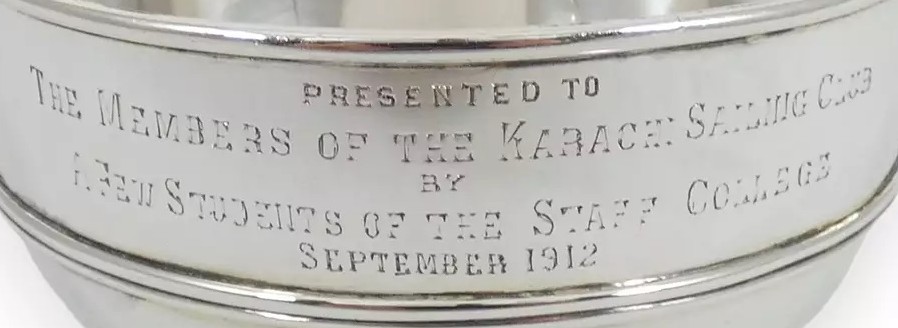 PRESENTED TO
THE MEMBERS OF THE KARACHI SAILING CLUB
BY
A FEW STUDENTS OF THE STAFF COLLEGE
SEPTEMBER 1912